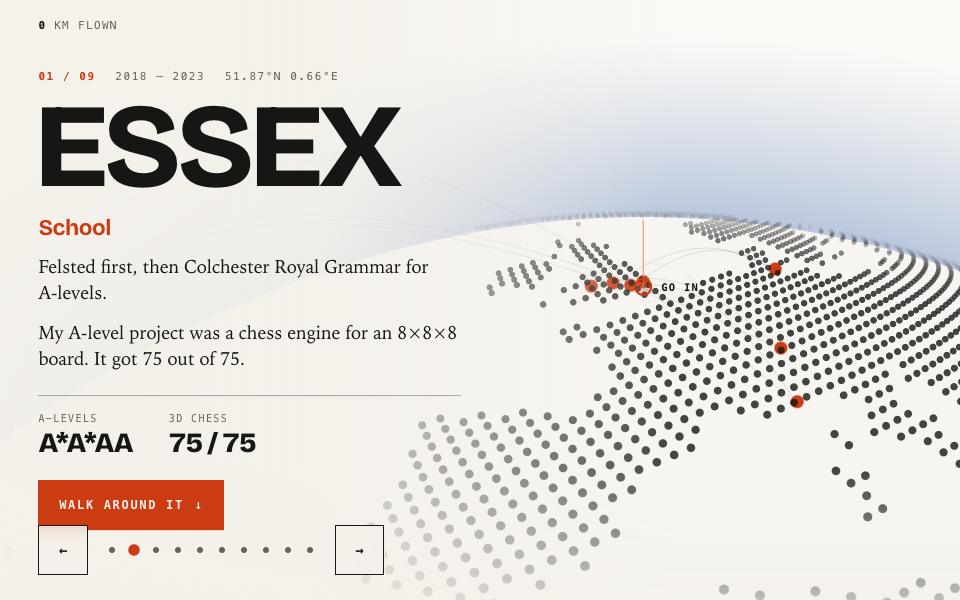 0 KM FLOWN
01 / 09 2018 — 2023 51.87°N 0.66°E
ESSEX
School
Felsted first, then Colchester Royal Grammar for
A-levels.
My A-level project was a chess engine for an 8×8×8
board. It got 75 out of 75.
A-LEVELS 3D CHESS
A*A*AA 75/75
GO IN
WALK AROUND IT ↓
← →